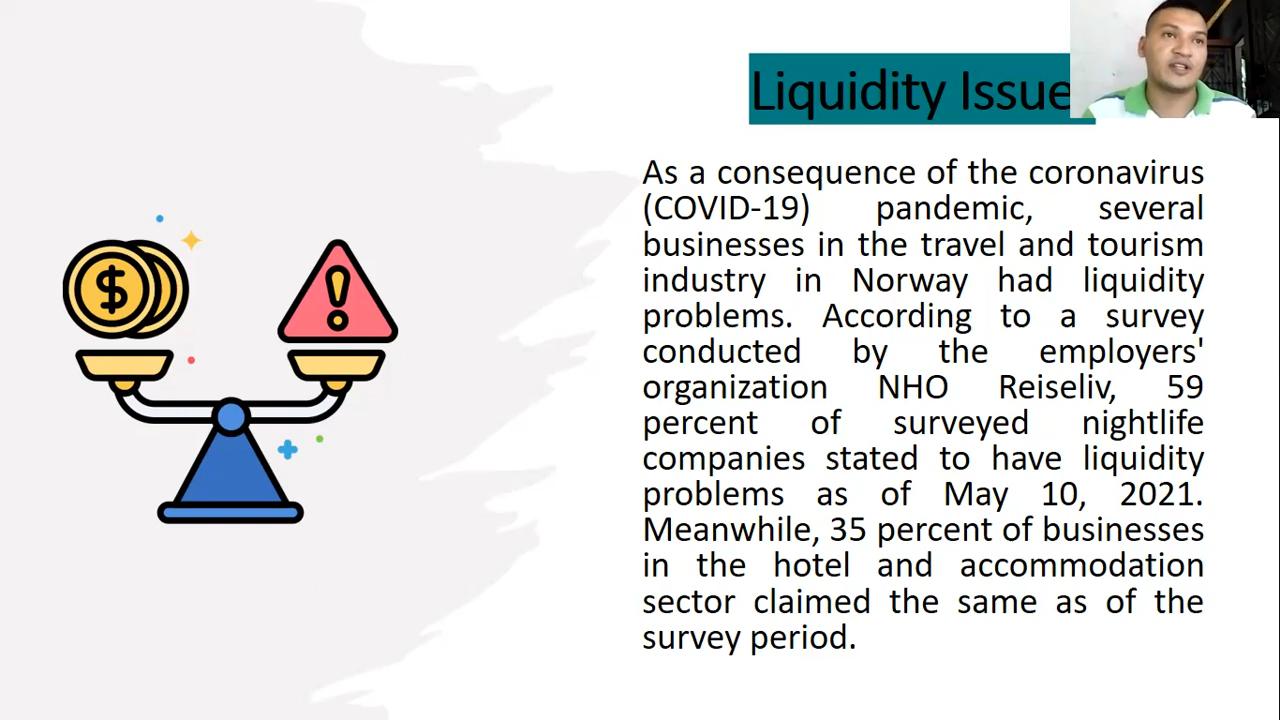 Liquidity Issue
As a consequence of the coronavirus
(COVID-19) pandemic, several
businesses in the travel and tourism
industry in Norway had liquidity
problems. According to a survey
conducted by the employers'
organization NHO Reiseliv, 59
percent of surveyed nightlife
companies stated to have liquidity
problems as of May 10, 2021.
Meanwhile, 35 percent of businesses
in the hotel and accommodation
sector claimed the same as of the
survey period.